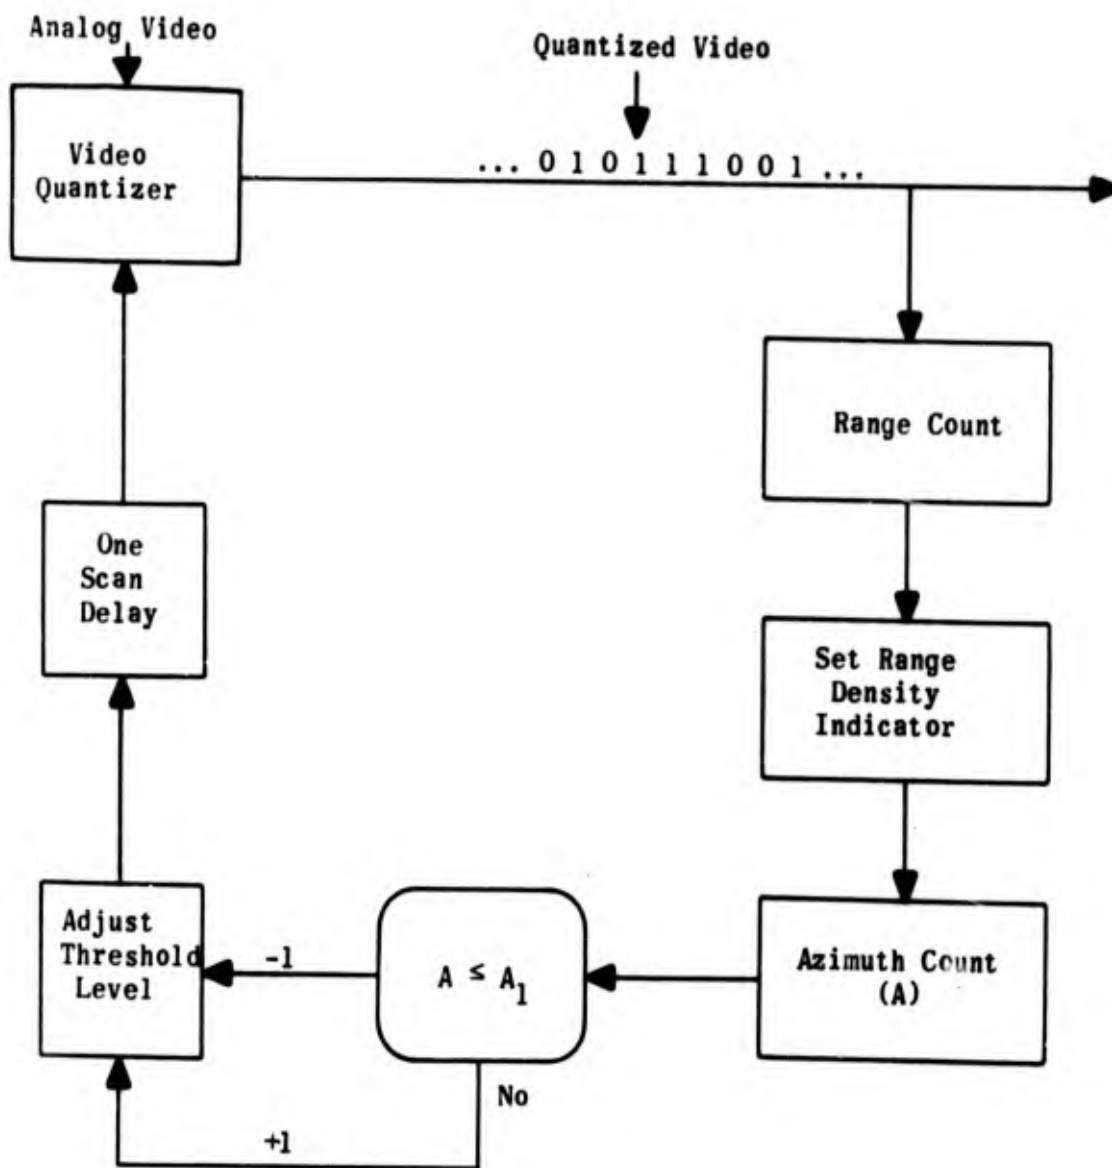 Analog Video
Quantized Video
Video
Quantizer
... 0 1 0 1 1 1 0 0 1 ...
Range Count
One
Scan
Delay
Set Range
Density
Indicator
Adjust
Threshold
Level
-1
A ≤ A₁
Azimuth Count
(A)
No
+1